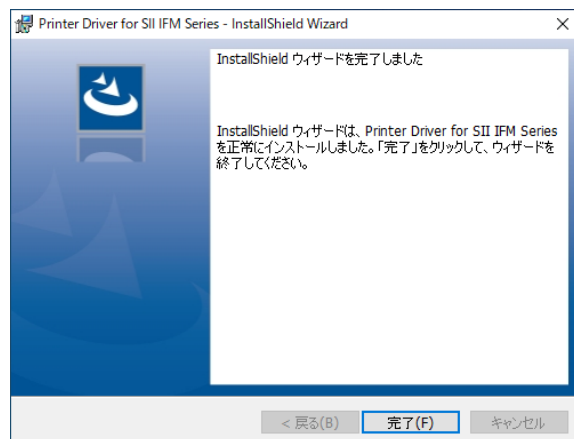 Printer Driver for SII IFM Series - InstallShield Wizard
InstallShield ウィザードを完了しました
InstallShield ウィザードは、Printer Driver for SII IFM Series
を正常にインストールしました。「完了」をクリックして、ウィザードを
終了してください。
< 戻る(B) 完了(F) キャンセル